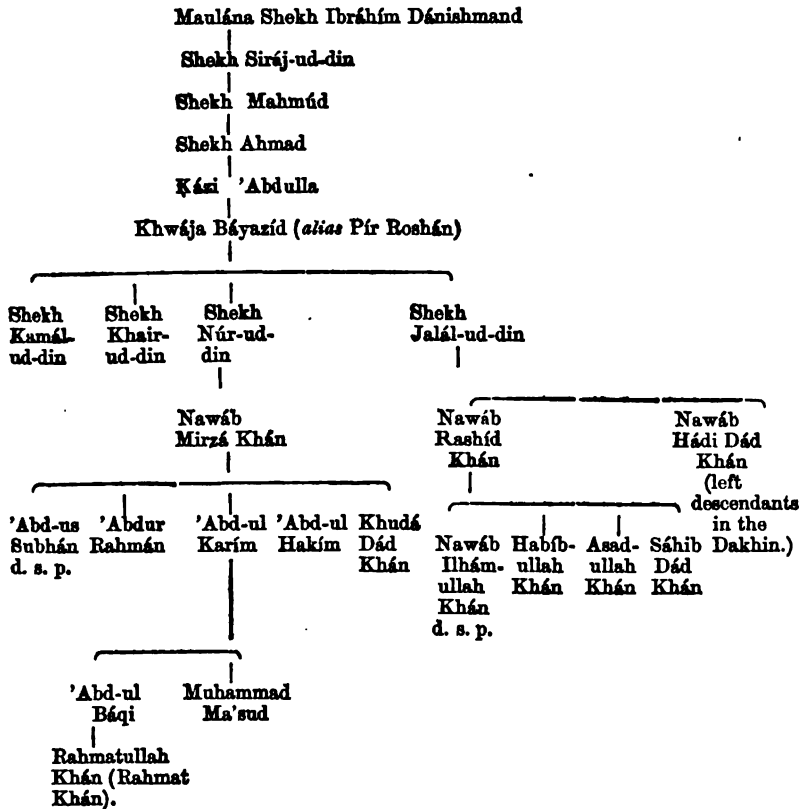 Maulána Shekh Ibráhím Dánishmand
Shekh Siráj-ud-din
Shekh Mahmúd
Shekh Ahmad
Ḳázi 'Abdulla
Khwája Báyazíd (alias Pír Roshán)
Shekh
Kamál-
ud-din
Shekh
Khair-
ud-din
Shekh
Núr-ud-
din
Shekh
Jalál-ud-din
Nawáb
Mirzá Khán
Nawáb
Rashíd
Khán
Nawáb
Hádi Dád
Khán
(left
descendants
in the
Dakhin.)
'Abd-us
Subhán
d. s. p.
'Abdur
Rahmán
'Abd-ul
Karím
'Abd-ul
Hakím
Khudá
Dád
Khán
Nawáb
Ilhám-
ullah
Khán
d. s. p.
Habíb-
ullah
Khán
Asad-
ullah
Khán
Sáhib
Dád
Khán
'Abd-ul
Báqi
Muhammad
Ma'sud
Rahmatullah
Khán (Rahmat
Khán).